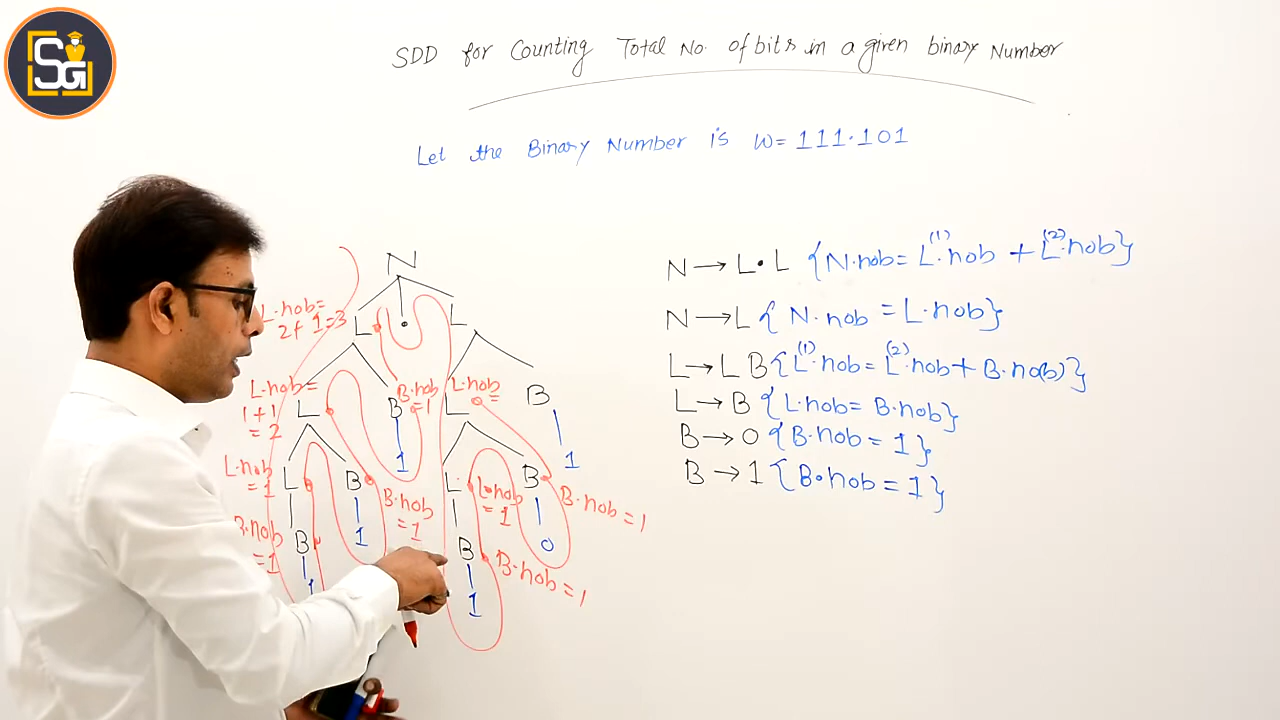 SG
SDD for Counting Total No. of bits in a given binary Number
Let the Binary Number is w = 111.101
N → L.L {N.nob = L(1).nob + L(2).nob}
N → L { N.nob = L.nob}
L → L B {L(1).nob = L(2).nob + B.nob}
L → B {L.nob = B.nob}
B → 0 {B.nob = 1}
B → 1 {B.nob = 1}
N
L.nob=
2+1=3
L . L
L.nob=
1+1
=2
L B B.nob
=1
L.nob
=
L B
1 1
L.nob
=1
L B B.nob
=1
L L.nob
=1
B B.nob=1
B.nob
=1
B 1 B B.nob=1
0
1 1